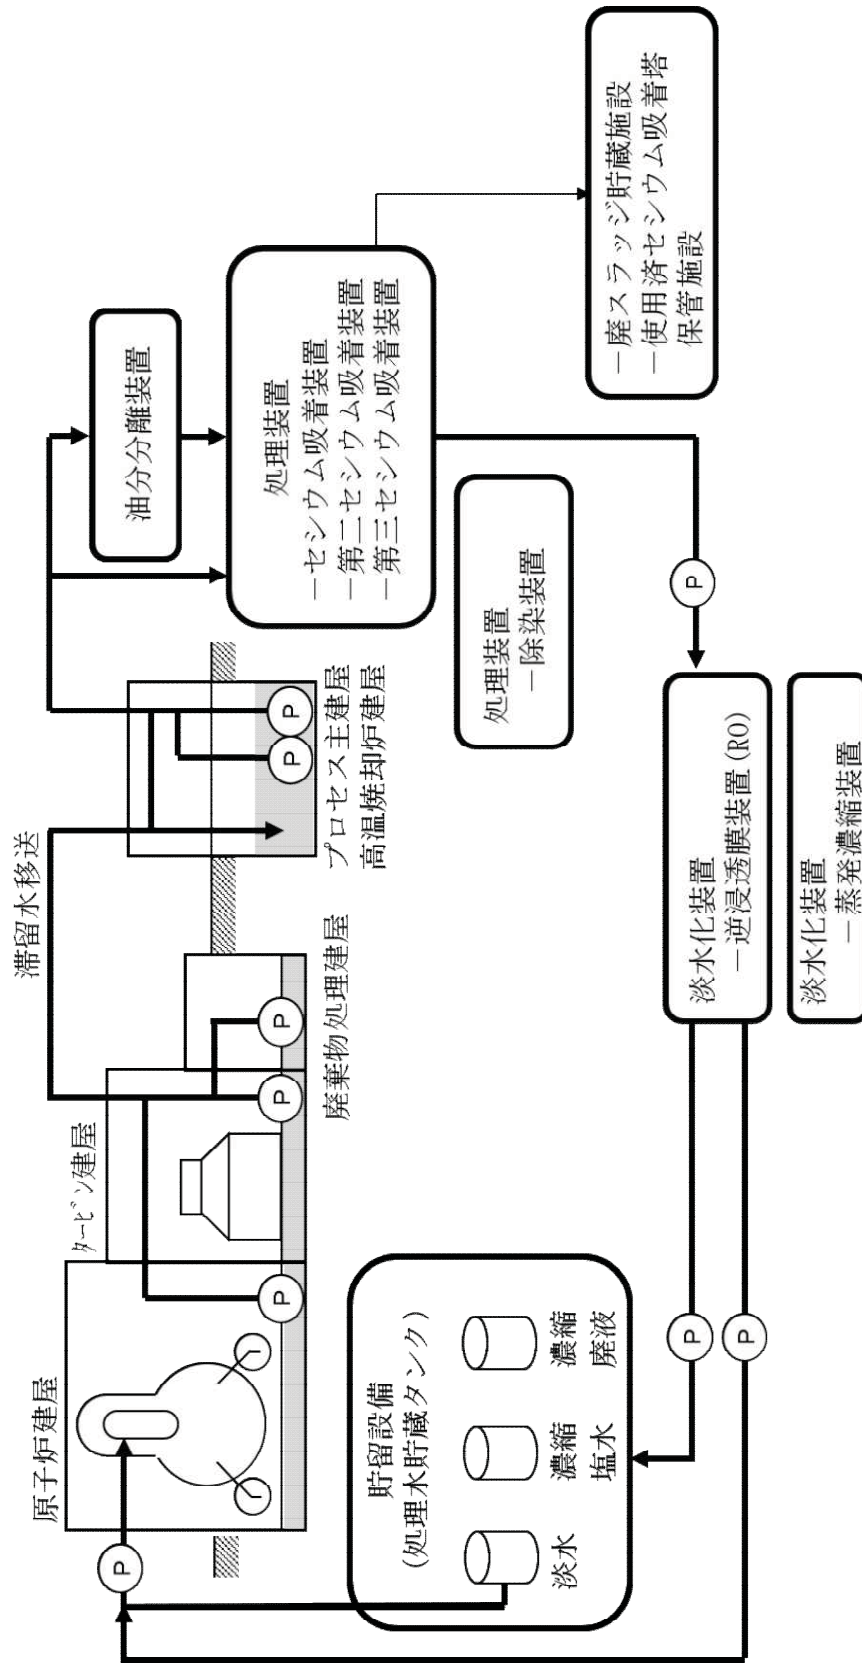 原子炉建屋
タービン建屋
滞留水移送
廃棄物処理建屋
プロセス主建屋
高温焼却炉建屋
油分分離装置
処理装置
－セシウム吸着装置
－第二セシウム吸着装置
－第三セシウム吸着装置
処理装置
－除染装置
－廃スラッジ貯蔵施設
－使用済セシウム吸着塔
保管施設
貯留設備
(処理水貯蔵タンク)
淡水
濃縮
塩水
濃縮
廃液
淡水化装置
－逆浸透膜装置(RO)
淡水化装置
－蒸発濃縮装置
P
P
P
P
P
P
P
P
P